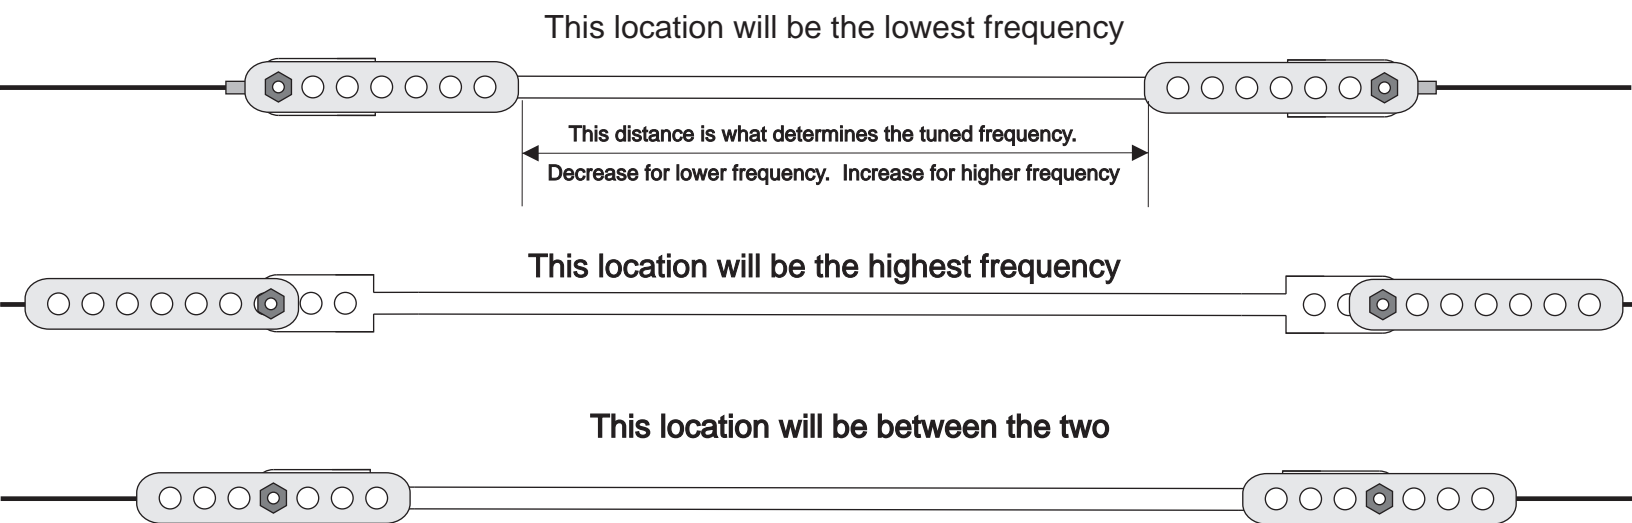 This location will be the lowest frequency
This distance is what determines the tuned frequency.
Decrease for lower frequency.  Increase for higher frequency
This location will be the highest frequency
This location will be between the two